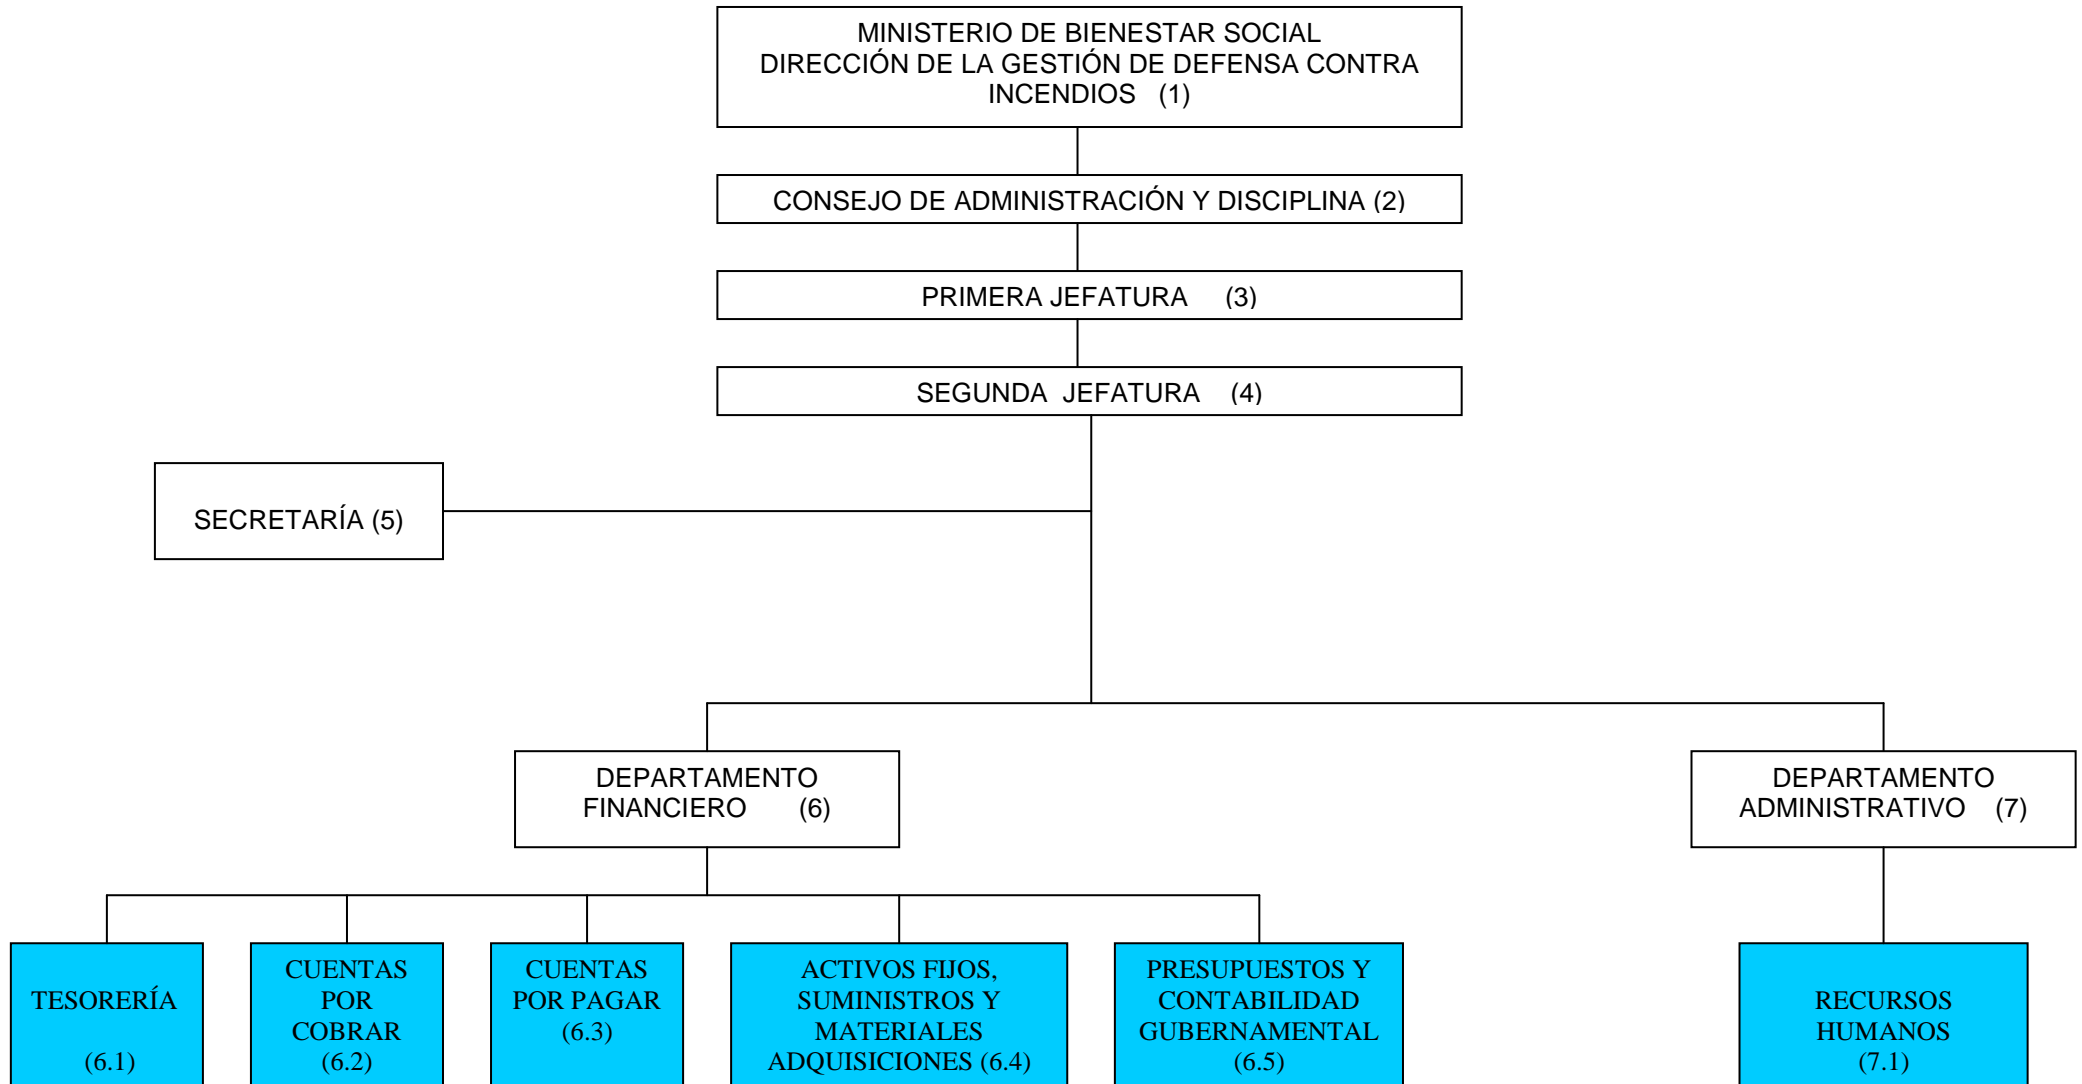 MINISTERIO DE BIENESTAR SOCIAL
DIRECCIÓN DE LA GESTIÓN DE DEFENSA CONTRA
INCENDIOS (1)
CONSEJO DE ADMINISTRACIÓN Y DISCIPLINA (2)
PRIMERA JEFATURA (3)
SEGUNDA JEFATURA (4)
SECRETARÍA (5)
DEPARTAMENTO
FINANCIERO (6)
DEPARTAMENTO
ADMINISTRATIVO (7)
TESORERÍA
(6.1)
CUENTAS
POR
COBRAR
(6.2)
CUENTAS
POR PAGAR
(6.3)
ACTIVOS FIJOS,
SUMINISTROS Y
MATERIALES
ADQUISICIONES (6.4)
PRESUPUESTOS Y
CONTABILIDAD
GUBERNAMENTAL
(6.5)
RECURSOS
HUMANOS
(7.1)